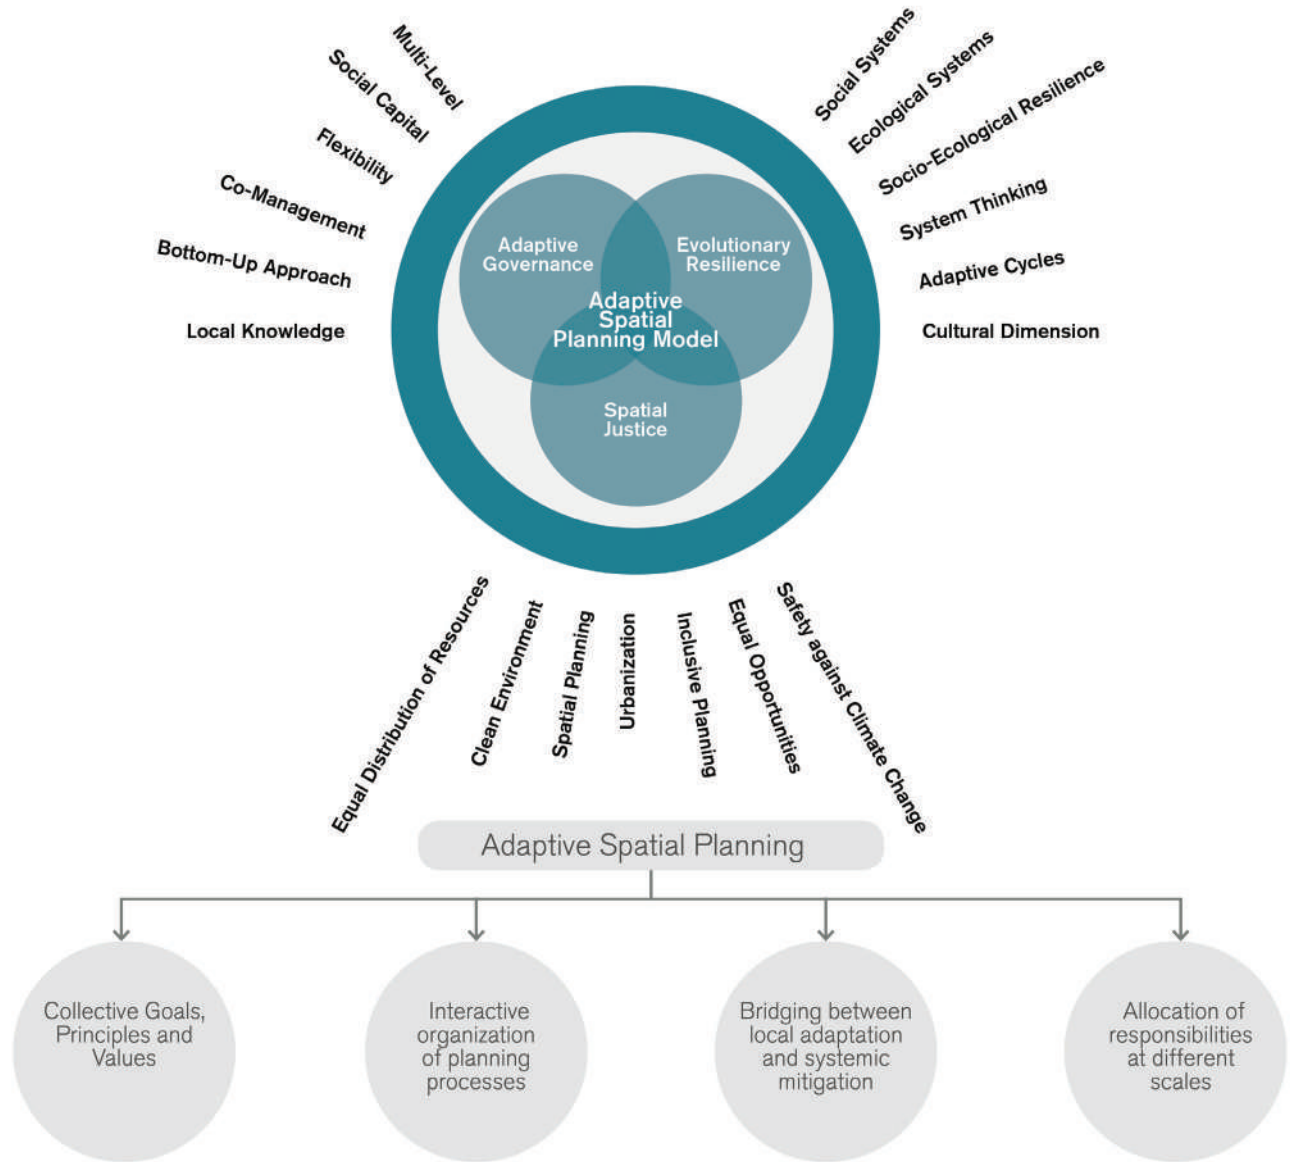 Multi-Level
Social Capital
Flexibility
Co-Management
Bottom-Up Approach
Local Knowledge
Social Systems
Ecological Systems
Socio-Ecological Resilience
System Thinking
Adaptive Cycles
Cultural Dimension
Adaptive
Governance
Evolutionary
Resilience
Adaptive
Spatial
Planning Model
Spatial
Justice
Equal Distribution of Resources
Clean Environment
Spatial Planning
Urbanization
Inclusive Planning
Equal Opportunities
Safety against Climate Change
Adaptive Spatial Planning
Collective Goals,
Principles and
Values
Interactive
organization
of planning
processes
Bridging between
local adaptation
and systemic
mitigation
Allocation of
responsibilities
at different
scales